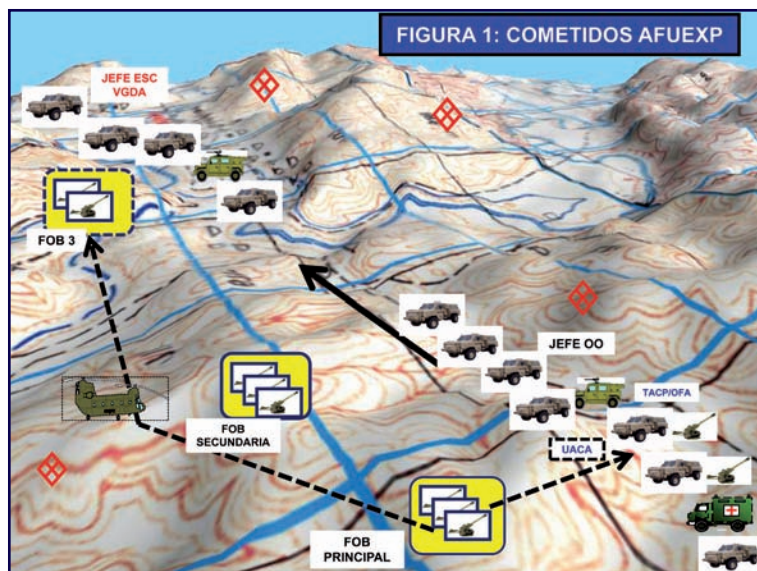 FIGURA 1: COMETIDOS AFUEXP
JEFE ESC
VGDA
FOB 3
JEFE OO
TACP/OFA
FOB
SECUNDARIA
UACA
FOB
PRINCIPAL